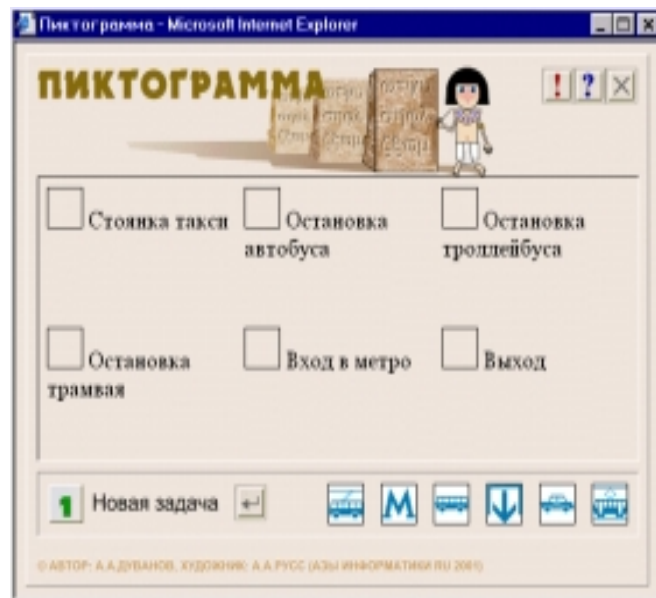 Пиктограмма - Microsoft Internet Explorer
ПИКТОГРАММА
! ?
Стоянка такси Остановка автобуса Остановка троллейбуса
Остановка трамвая Вход в метро Выход
1 Новая задача
М
© АВТОР: А.А.ДУВАНОВ, ХУДОЖНИК: А.А.РУСС (АЗЫ ИНФОРМАТИКИ.RU 2001)